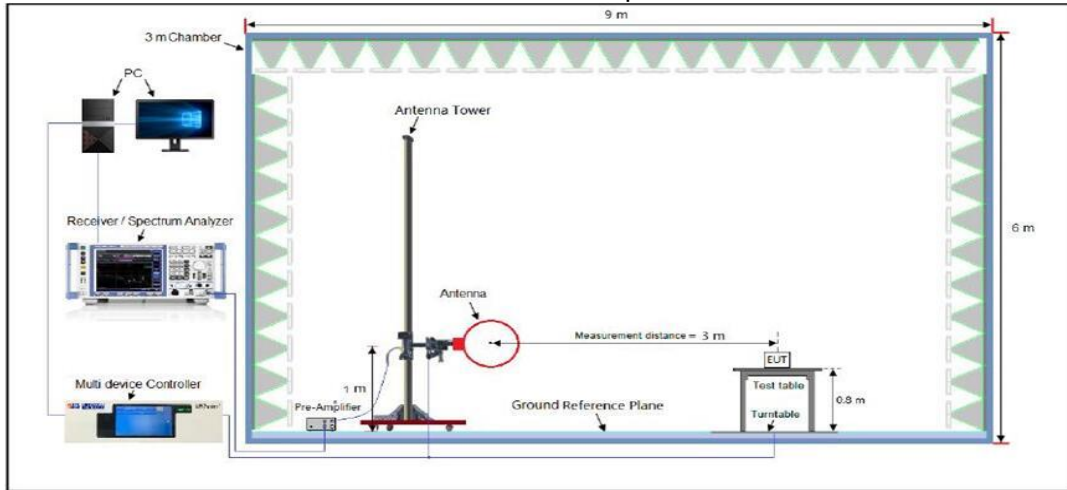 9 m
3 m Chamber
PC
Antenna Tower
Receiver / Spectrum Analyzer
6 m
Antenna
Measurement distance = 3 m
EUT
1 m
Multi device Controller
Test table
0.8 m
Pre-Amplifier
Ground Reference Plane
Turntable